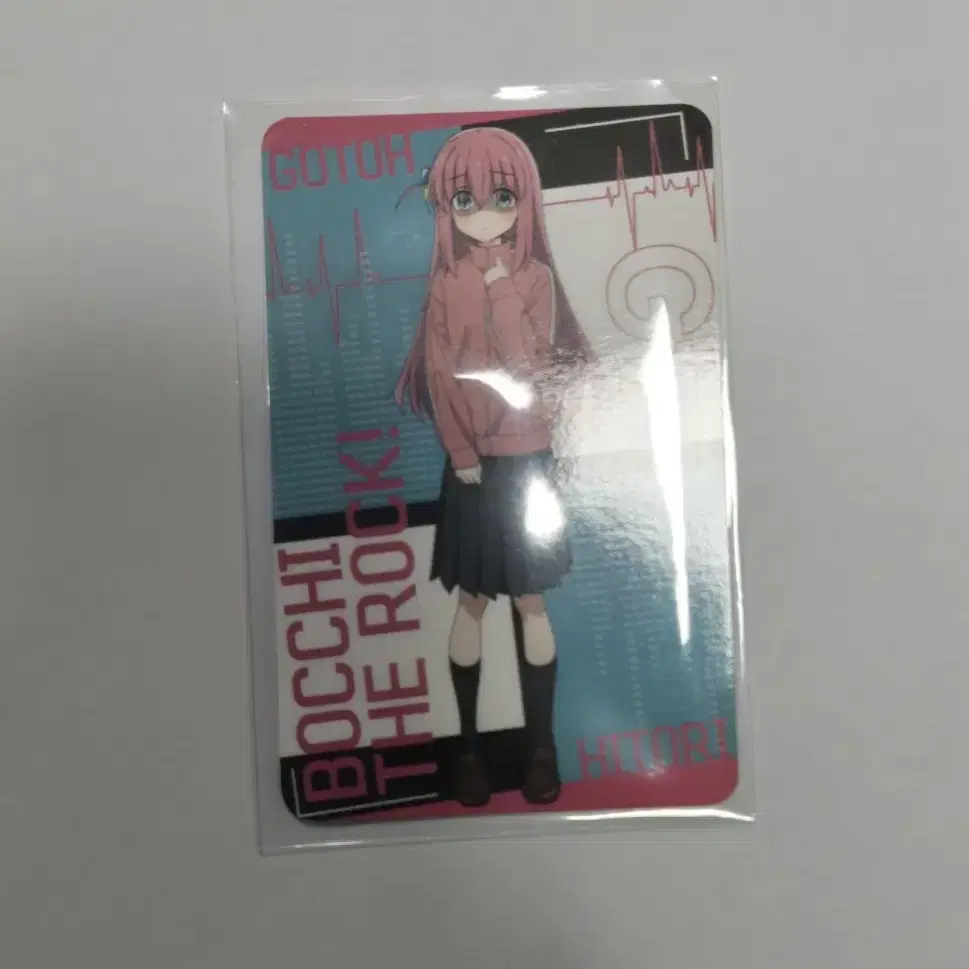 GOTOH
G
BOCCHI
THE ROCK!
HITORI